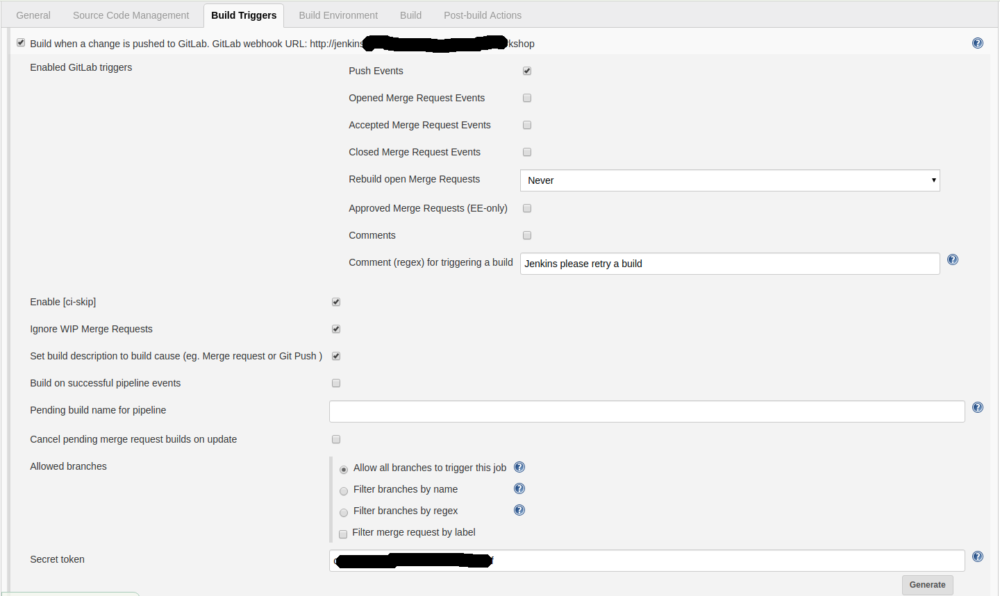 General Source Code Management Build Triggers Build Environment Build Post-build Actions
Build when a change is pushed to GitLab. GitLab webhook URL: http://jenkins rkshop
Enabled GitLab triggers
Push Events
Opened Merge Request Events
Accepted Merge Request Events
Closed Merge Request Events
Rebuild open Merge Requests Never
Approved Merge Requests (EE-only)
Comments
Comment (regex) for triggering a build Jenkins please retry a build
Enable [ci-skip]
Ignore WIP Merge Requests
Set build description to build cause (eg. Merge request or Git Push )
Build on successful pipeline events
Pending build name for pipeline
Cancel pending merge request builds on update
Allowed branches
Allow all branches to trigger this job
Filter branches by name
Filter branches by regex
Filter merge request by label
Secret token
Generate